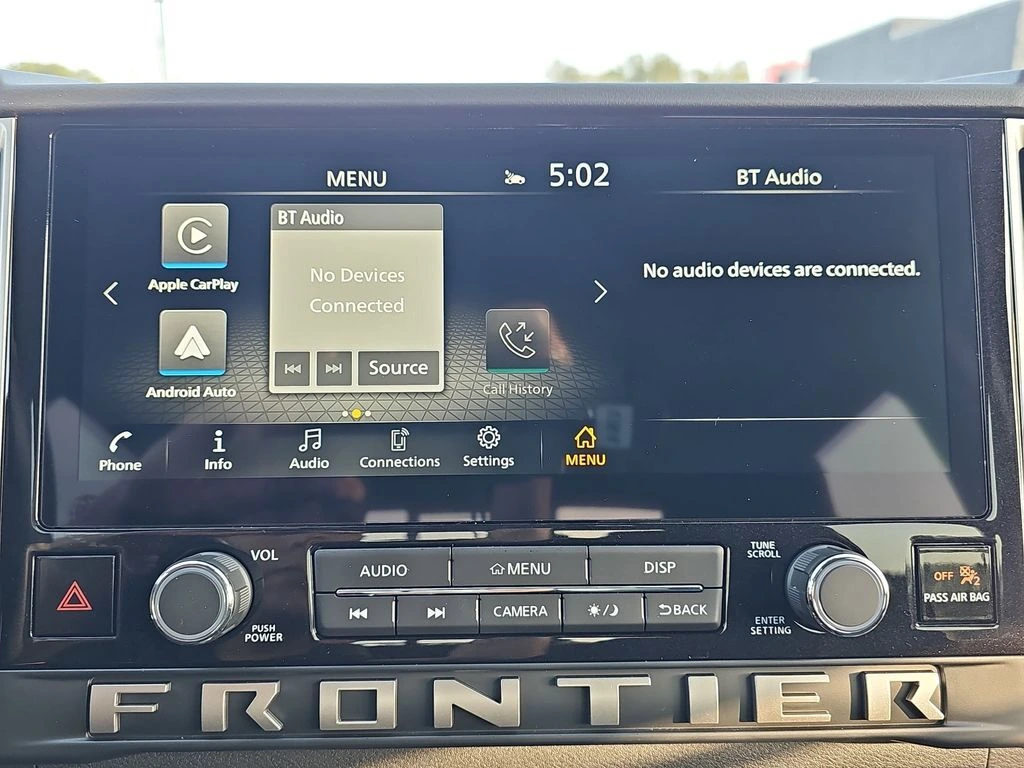 MENU
5:02
BT Audio
BT Audio
No Devices
Connected
Source
Apple CarPlay
Android Auto
Call History
No audio devices are connected.
Phone
Info
Audio
Connections
Settings
MENU
VOL
PUSH
POWER
AUDIO
MENU
DISP
CAMERA
BACK
TUNE
SCROLL
ENTER
SETTING
OFF
2
PASS AIR BAG
FRONTIER